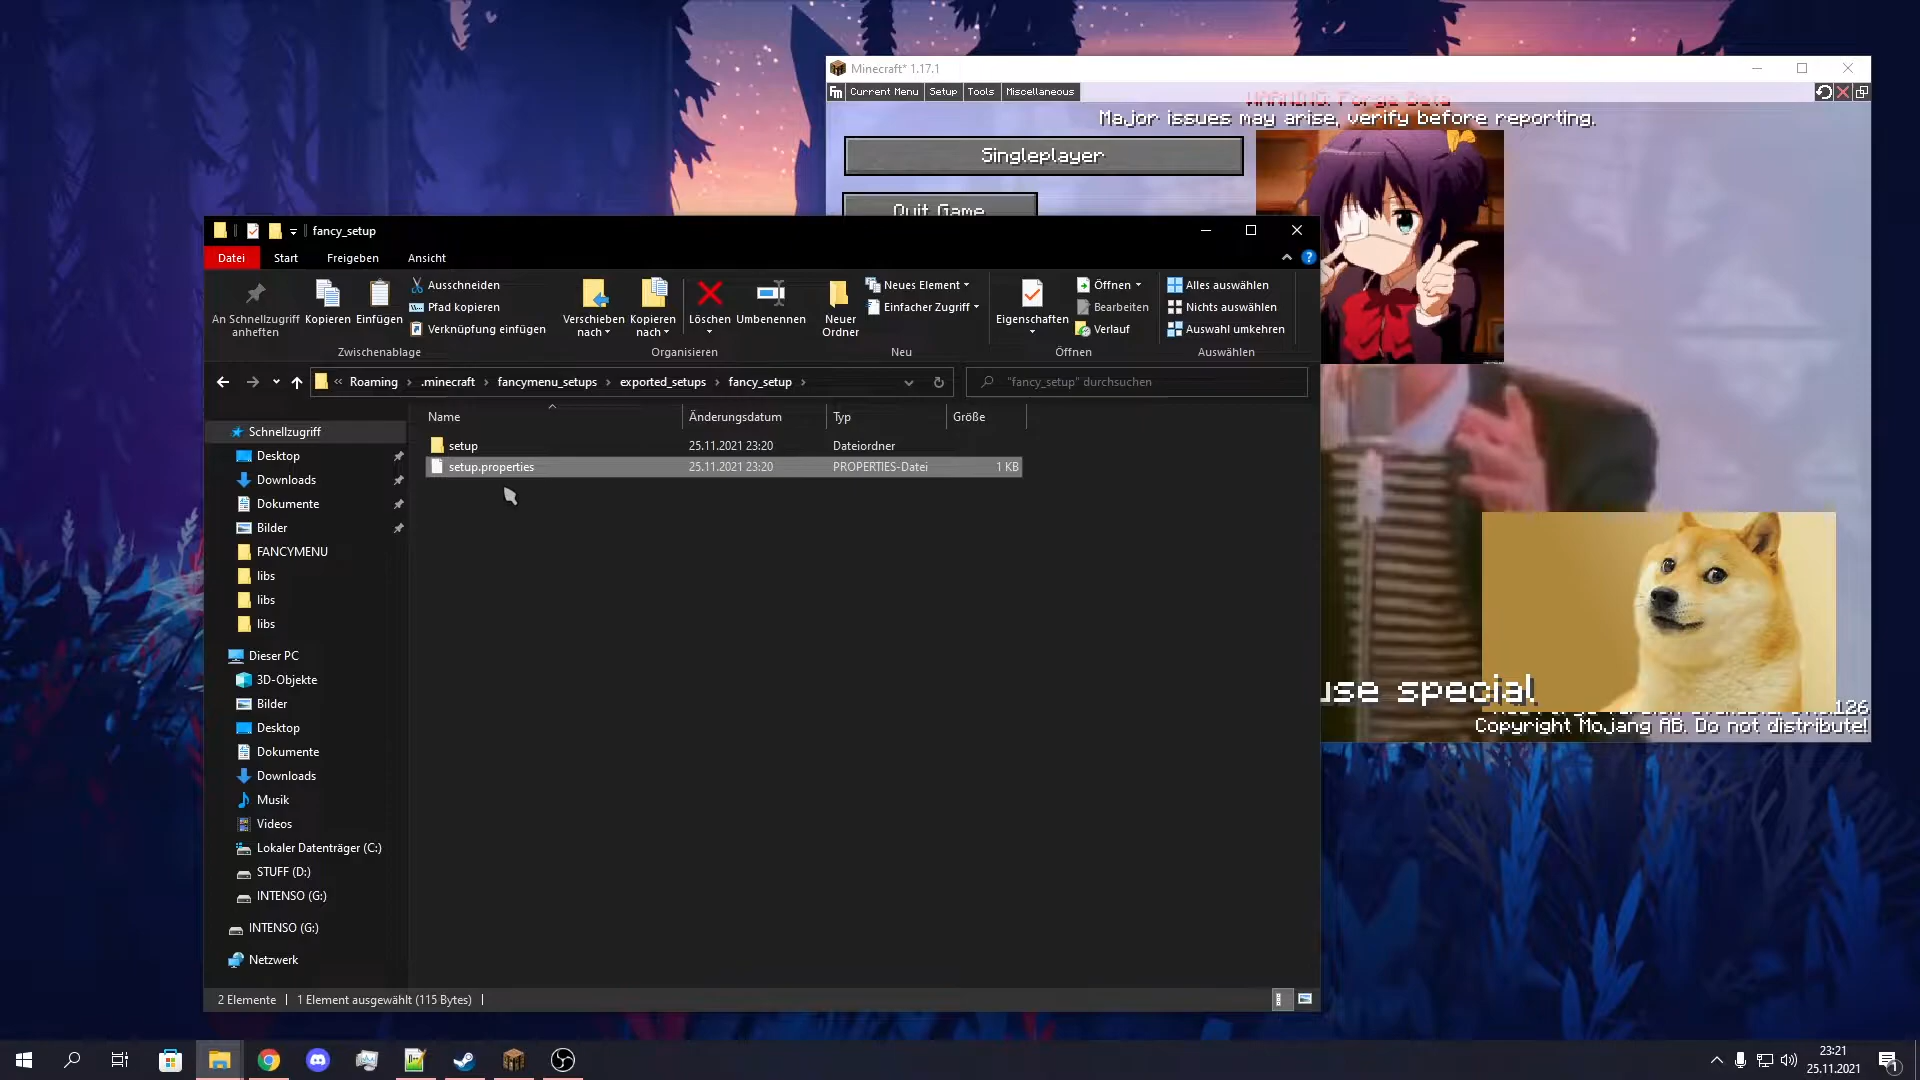 Minecraft* 1.17.1
Current Menu
Setup
Tools
Miscellaneous
WARNING: Forge Beta
Major issues may arise, verify before reporting.
Singleplayer
Quit Game
fancy_setup
Datei
Start
Freigeben
Ansicht
An Schnellzugriff
anheften
Kopieren
Einfügen
Ausschneiden
Pfad kopieren
Verknüpfung einfügen
Zwischenablage
Verschieben
nach
Kopieren
nach
Löschen
Umbenennen
Organisieren
Neuer
Ordner
Neues Element
Einfacher Zugriff
Neu
Eigenschaften
Öffnen
Bearbeiten
Verlauf
Öffnen
Alles auswählen
Nichts auswählen
Auswahl umkehren
Auswählen
« Roaming › .minecraft › fancymenu_setups › exported_setups › fancy_setup ›
"fancy_setup" durchsuchen
Name
Änderungsdatum
Typ
Größe
setup
25.11.2021 23:20
Dateiordner
setup.properties
25.11.2021 23:20
PROPERTIES-Datei
1 KB
Schnellzugriff
Desktop
Downloads
Dokumente
Bilder
FANCYMENU
libs
libs
libs
Dieser PC
3D-Objekte
Bilder
Desktop
Dokumente
Downloads
Musik
Videos
Lokaler Datenträger (C:)
STUFF (D:)
INTENSO (G:)
INTENSO (G:)
Netzwerk
2 Elemente
1 Element ausgewählt (115 Bytes)
use special
Copyright Mojang AB. Do not distribute!
23:21
25.11.2021
1